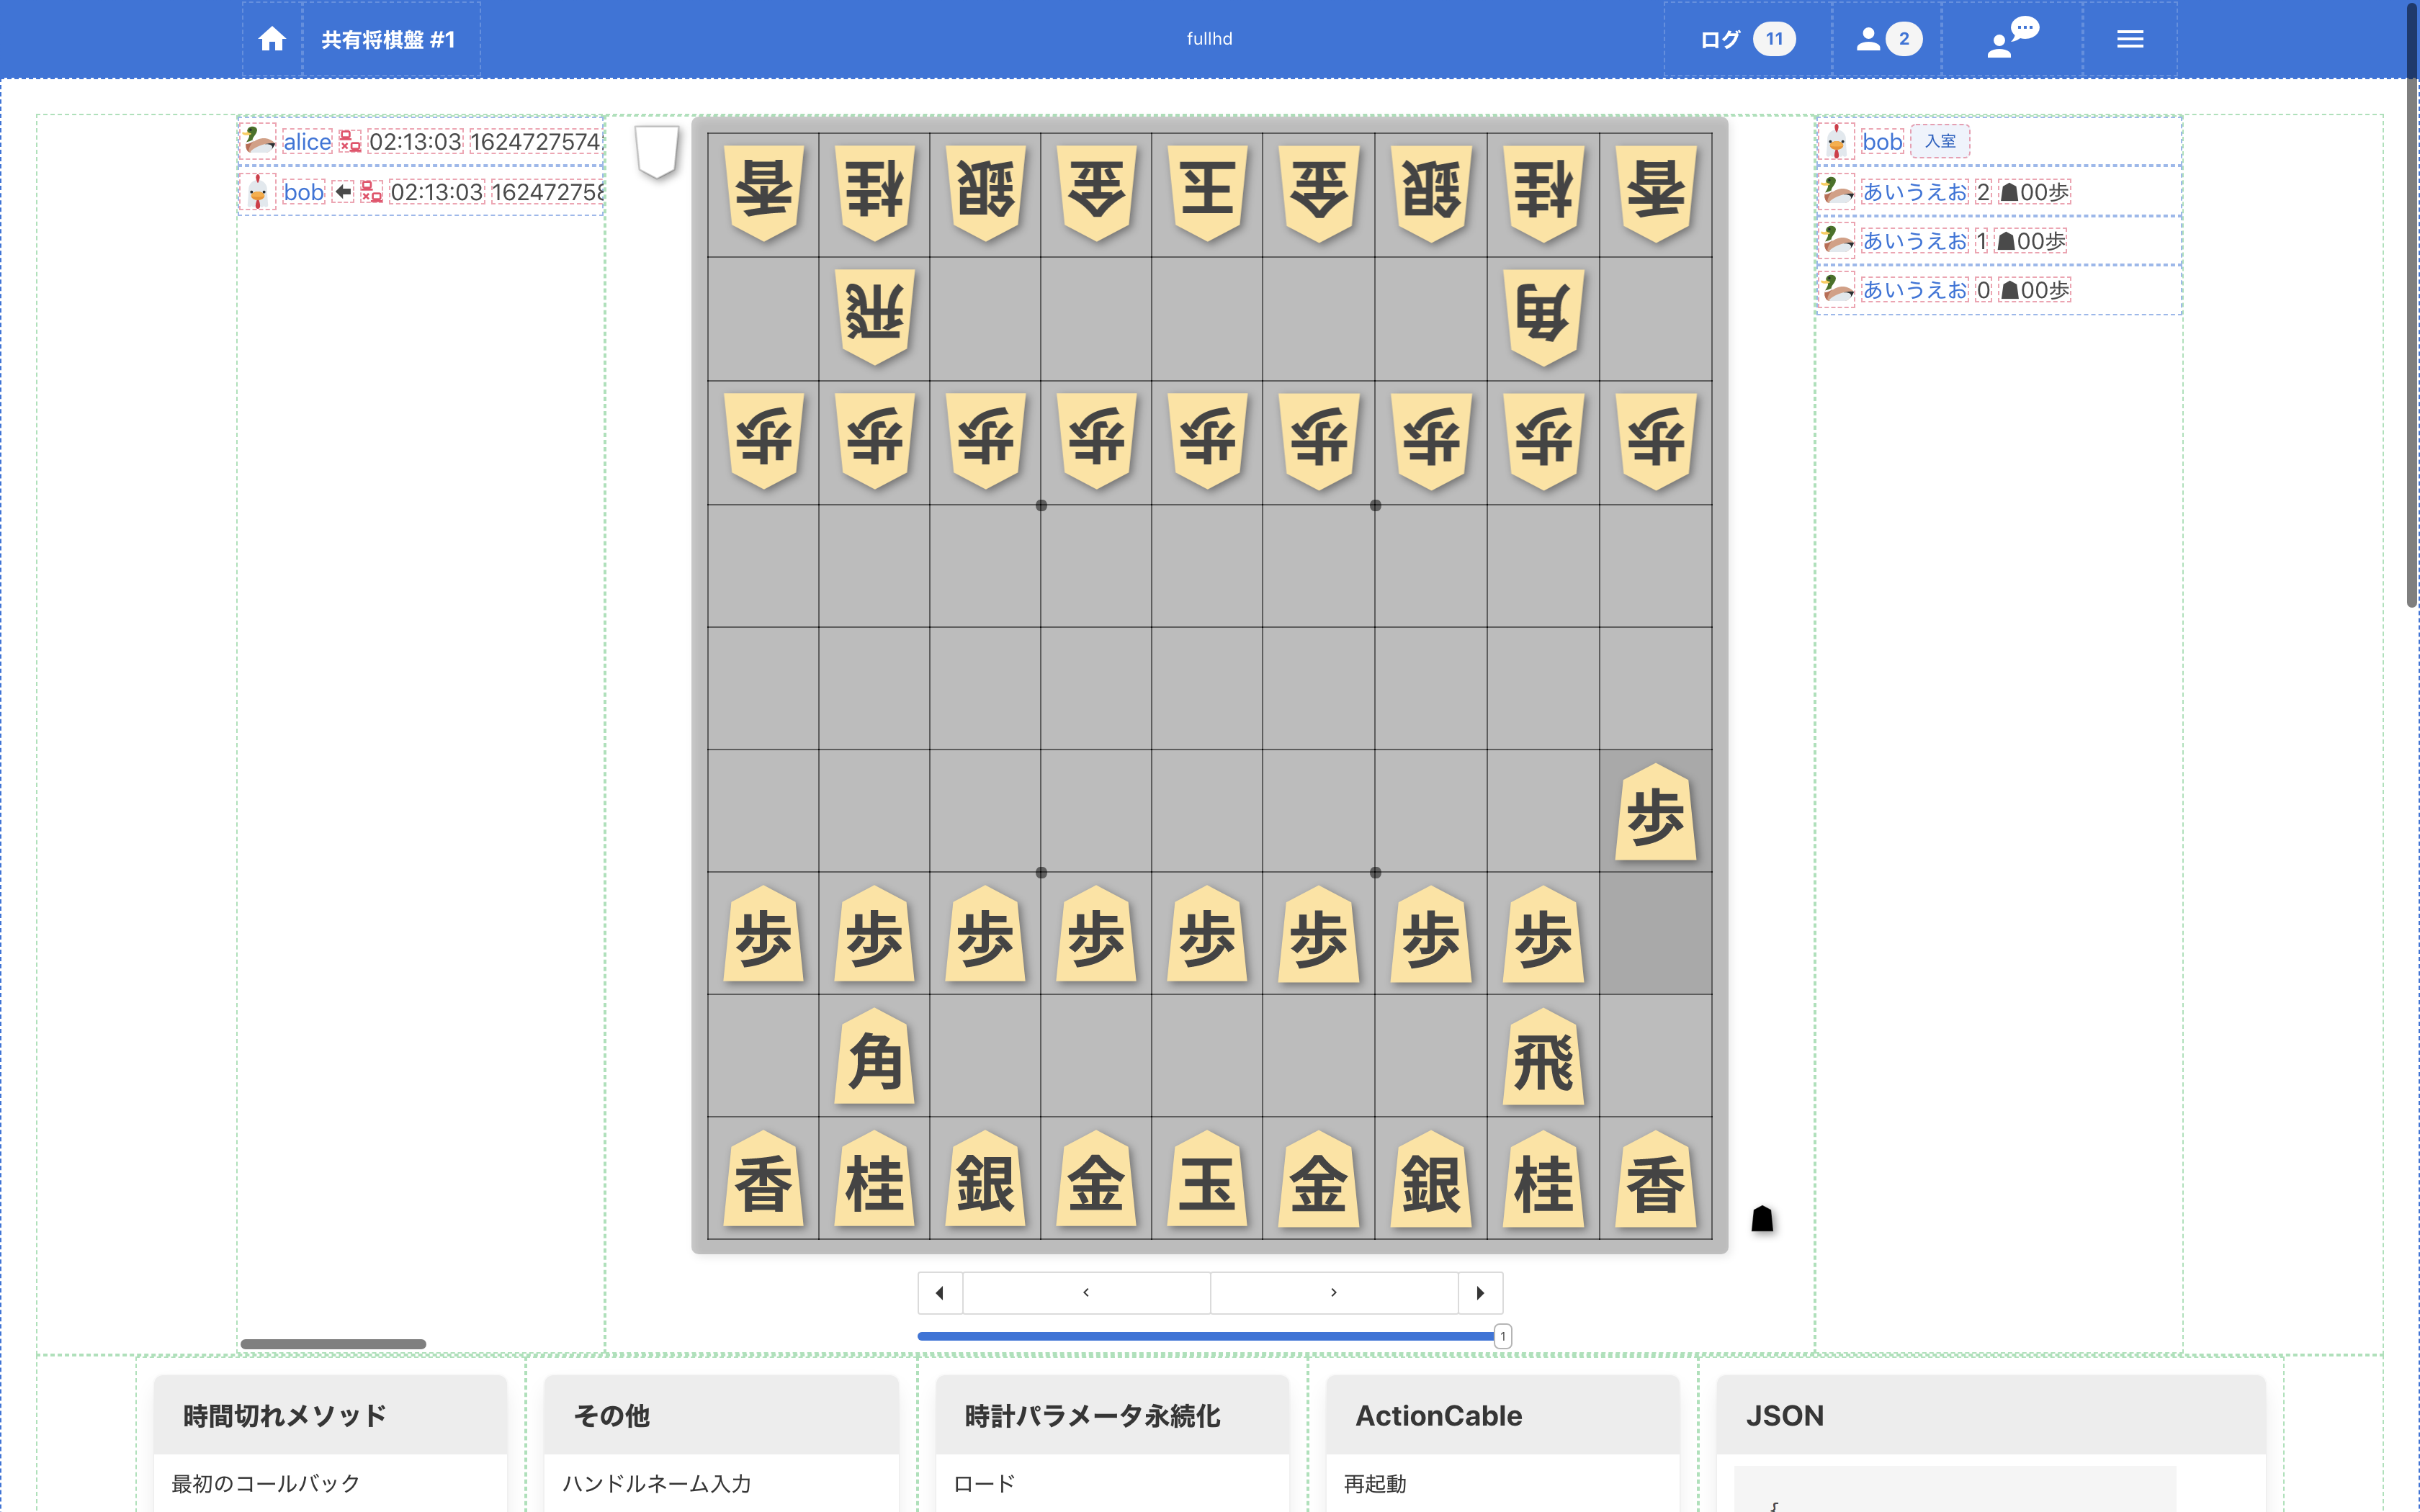 共有将棋盤 #1
fullhd
ログ 11
2
alice 02:13:03 1624727574
bob 02:13:03 162472758
香 桂 銀 金 玉 金 銀 桂 香
飛 角
歩 歩 歩 歩 歩 歩 歩 歩 歩
歩
歩 歩 歩 歩 歩 歩 歩 歩
角 飛
香 桂 銀 金 玉 金 銀 桂 香
1
bob 入室
あいうえお 2 ☗00歩
あいうえお 1 ☗00歩
あいうえお 0 ☗00歩
時間切れメソッド
最初のコールバック
その他
ハンドルネーム入力
時計パラメータ永続化
ロード
ActionCable
再起動
JSON
{